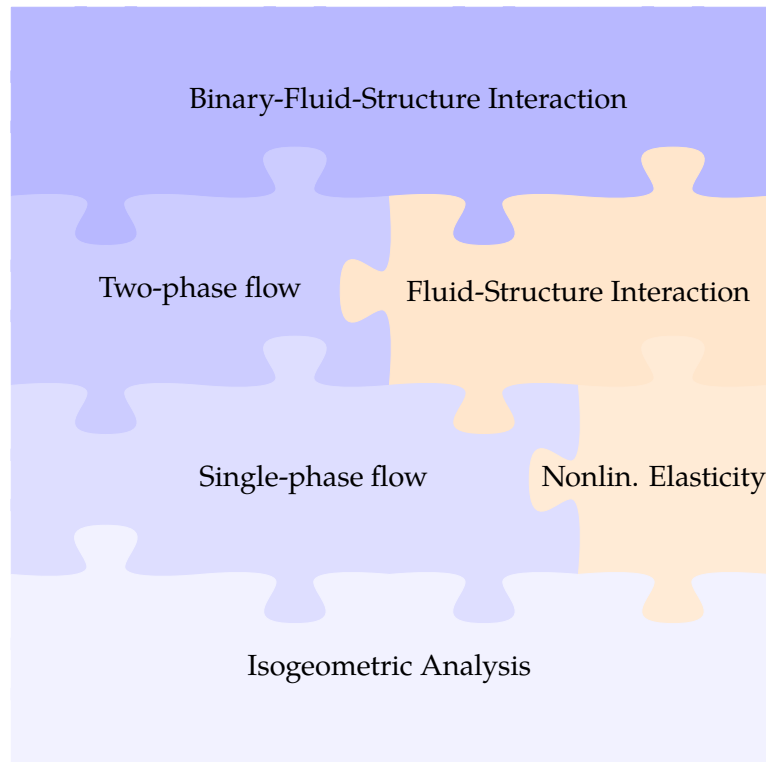 Binary-Fluid-Structure Interaction
Two-phase flow
Fluid-Structure Interaction
Single-phase flow
Nonlin. Elasticity
Isogeometric Analysis